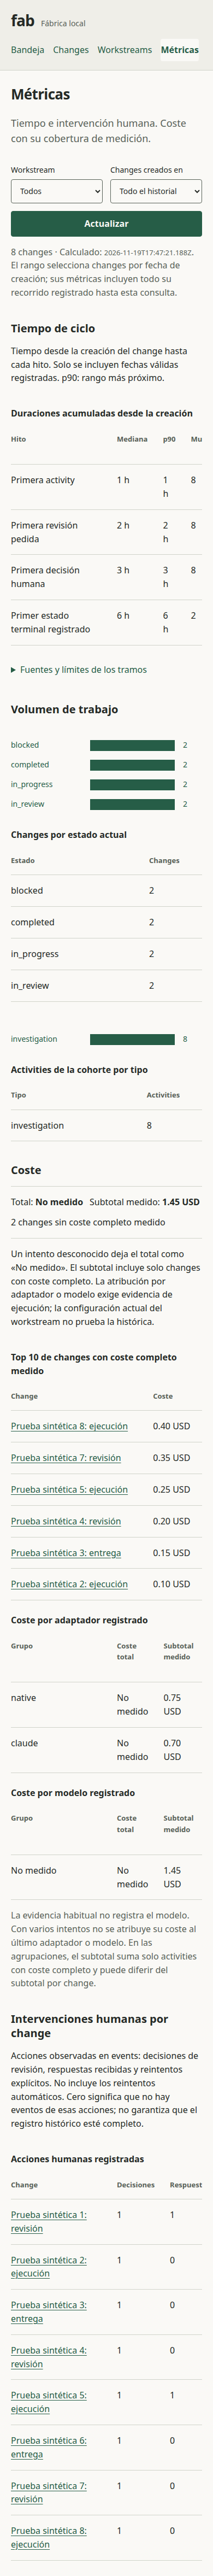 fab Fábrica local
Bandeja Changes Workstreams Métricas
Métricas
Tiempo e intervención humana. Coste
con su cobertura de medición.
Workstream Changes creados en
Todos Todo el historial
Actualizar
8 changes · Calculado: 2026-11-19T17:47:21.188Z.
El rango selecciona changes por fecha de
creación; sus métricas incluyen todo su
recorrido registrado hasta esta consulta.
Tiempo de ciclo
Tiempo desde la creación del change hasta
cada hito. Solo se incluyen fechas válidas
registradas. p90: rango más próximo.
Duraciones acumuladas desde la creación
Hito Mediana p90 Mu
Primera activity 1 h 1 h 8
Primera revisión pedida 2 h 2 h 8
Primera decisión humana 3 h 3 h 8
Primer estado terminal registrado 6 h 6 h 2
Fuentes y límites de los tramos
Volumen de trabajo
blocked 2
completed 2
in_progress 2
in_review 2
Changes por estado actual
Estado Changes
blocked 2
completed 2
in_progress 2
in_review 2
investigation 8
Activities de la cohorte por tipo
Tipo Activities
investigation 8
Coste
Total: No medido Subtotal medido: 1.45 USD
2 changes sin coste completo medido
Un intento desconocido deja el total como
«No medido». El subtotal incluye solo changes
con coste completo. La atribución por
adaptador o modelo exige evidencia de
ejecución; la configuración actual del
workstream no prueba la histórica.
Top 10 de changes con coste completo
medido
Change Coste
Prueba sintética 8: ejecución 0.40 USD
Prueba sintética 7: revisión 0.35 USD
Prueba sintética 5: ejecución 0.25 USD
Prueba sintética 4: revisión 0.20 USD
Prueba sintética 3: entrega 0.15 USD
Prueba sintética 2: ejecución 0.10 USD
Coste por adaptador registrado
Grupo Coste total Subtotal medido
native No medido 0.75 USD
claude No medido 0.70 USD
Coste por modelo registrado
Grupo Coste total Subtotal medido
No medido No medido 1.45 USD
La evidencia habitual no registra el modelo.
Con varios intentos no se atribuye su coste al
último adaptador o modelo. En las
agrupaciones, el subtotal suma solo activities
con coste completo y puede diferir del
subtotal por change.
Intervenciones humanas por
change
Acciones observadas en events: decisiones de
revisión, respuestas recibidas y reintentos
explícitos. No incluye los reintentos
automáticos. Cero significa que no hay
eventos de esas acciones; no garantiza que el
registro histórico esté completo.
Acciones humanas registradas
Change Decisiones Respuest
Prueba sintética 1: revisión 1 1
Prueba sintética 2: ejecución 1 0
Prueba sintética 3: entrega 1 0
Prueba sintética 4: revisión 1 0
Prueba sintética 5: ejecución 1 1
Prueba sintética 6: entrega 1 0
Prueba sintética 7: revisión 1 0
Prueba sintética 8: ejecución 1 0